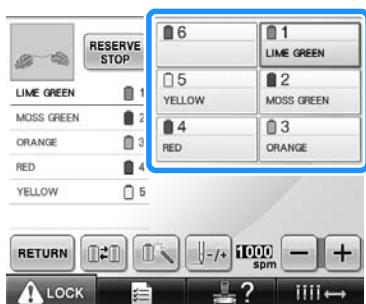 RESERVE
STOP
LIME GREEN 1
MOSS GREEN 2
ORANGE 3
RED 4
YELLOW 5
6
1
LIME GREEN
5
YELLOW
2
MOSS GREEN
4
RED
3
ORANGE
RETURN
-/+
1000
spm
− +
LOCK
?